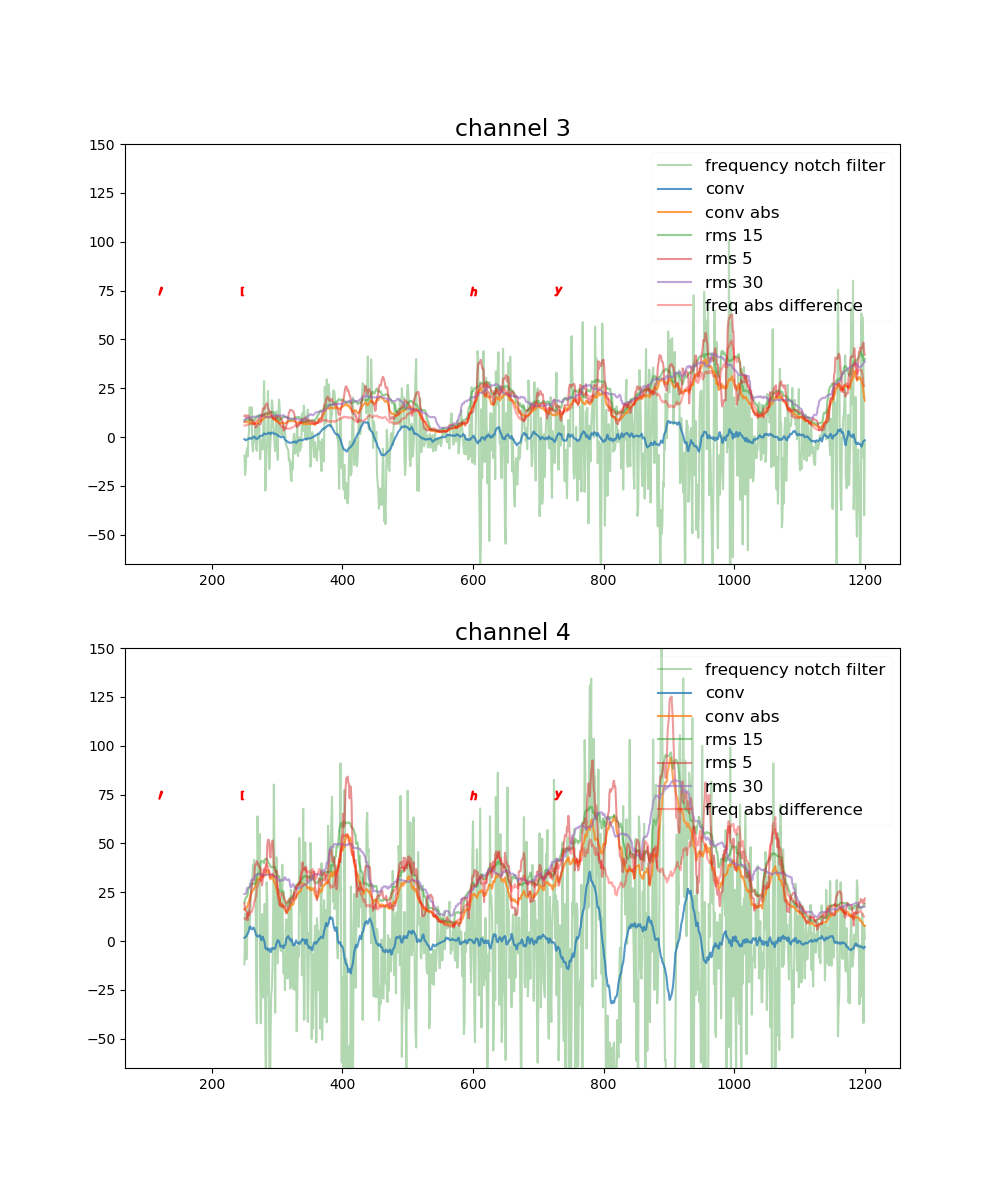 channel 3
150
125
100
75
50
25
0
−25
−50
frequency notch filter
conv
conv abs
rms 15
rms 5
rms 30
freq abs difference
h
y
200
400
600
800
1000
1200
channel 4
150
125
100
75
50
25
0
−25
−50
frequency notch filter
conv
conv abs
rms 15
rms 5
rms 30
freq abs difference
h
y
200
400
600
800
1000
1200